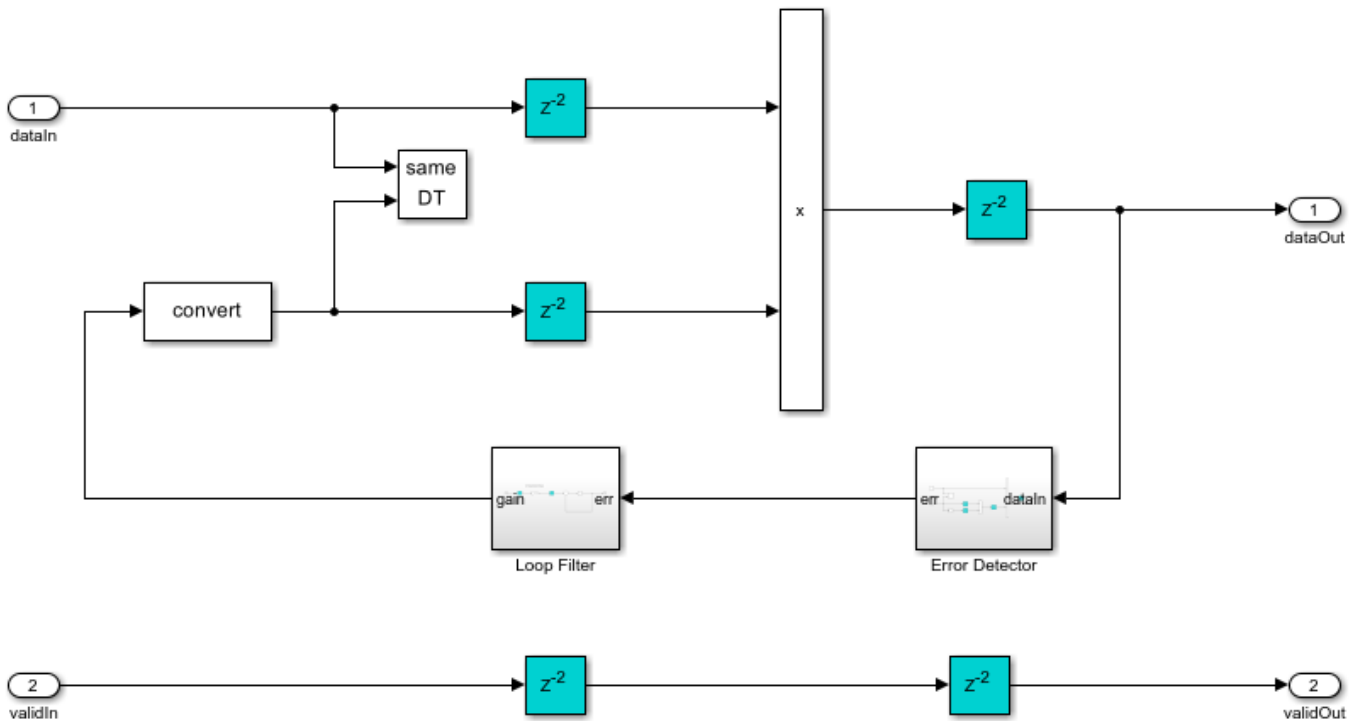 1
dataIn
z⁻²
same
DT
x
z⁻²
1
dataOut
convert
z⁻²
gain
err
Loop Filter
err
dataIn
Error Detector
2
validIn
z⁻²
z⁻²
2
validOut